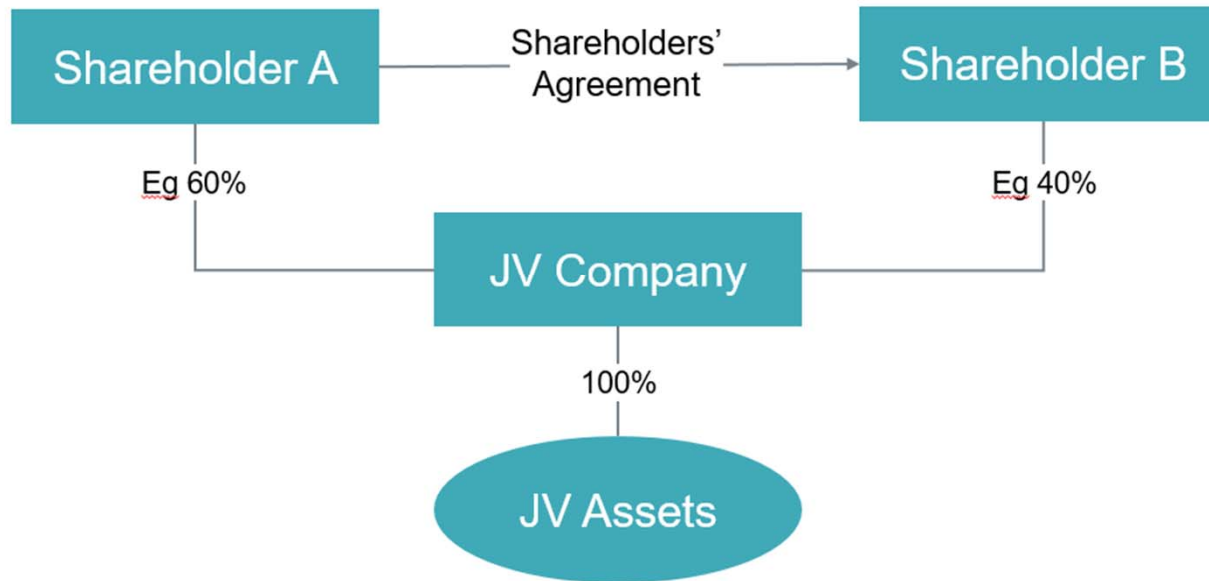 Shareholder A
Shareholders’
Agreement
Shareholder B
Eg 60%
Eg 40%
JV Company
100%
JV Assets